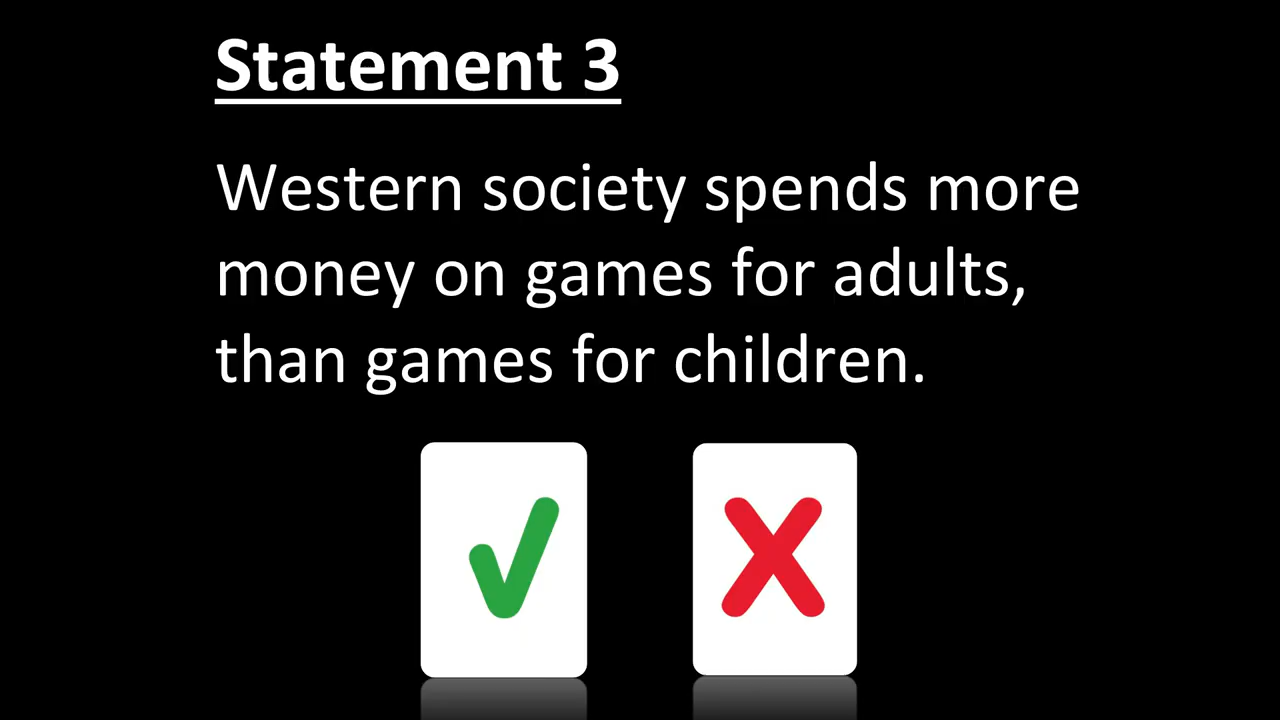 Statement 3
Western society spends more
money on games for adults,
than games for children.